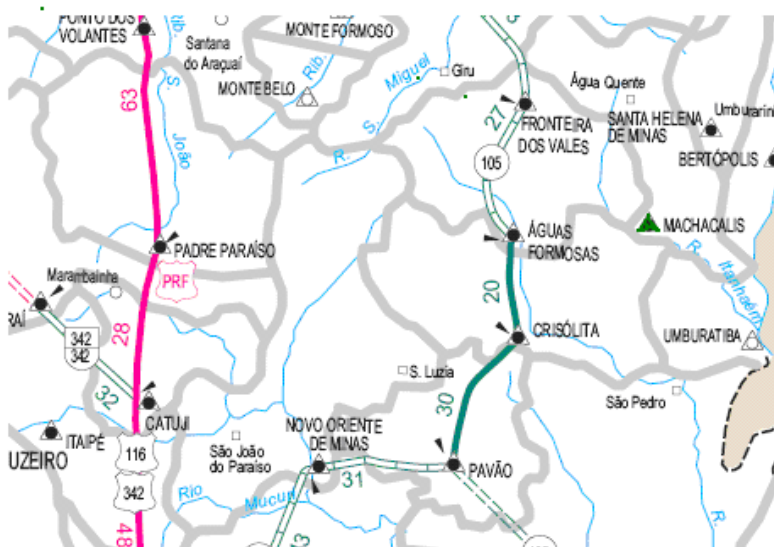 PONTO DOS
VOLANTES
Rib.
Santana
do Araçuaí
MONTE FORMOSO
MONTE BELO
Rib.
R. S. Miguel
Giru
Água Quente
SANTA HELENA
DE MINAS
BERTÓPOLIS
63
S.
João
27
FRONTEIRA
DOS VALES
105
PADRE PARAÍSO
PRF
ÁGUAS
FORMOSAS
MACHACALIS
R. Itanhaém
Marambainha
28
342
342
32
20
CRISÓLITA
UMBURATIBA
S. Luzia
São Pedro
30
CATUJI
ITAIPÉ
116
342
São João
do Paraíso
NOVO ORIENTE
DE MINAS
31
PAVÃO
Rio Mucuri
R.